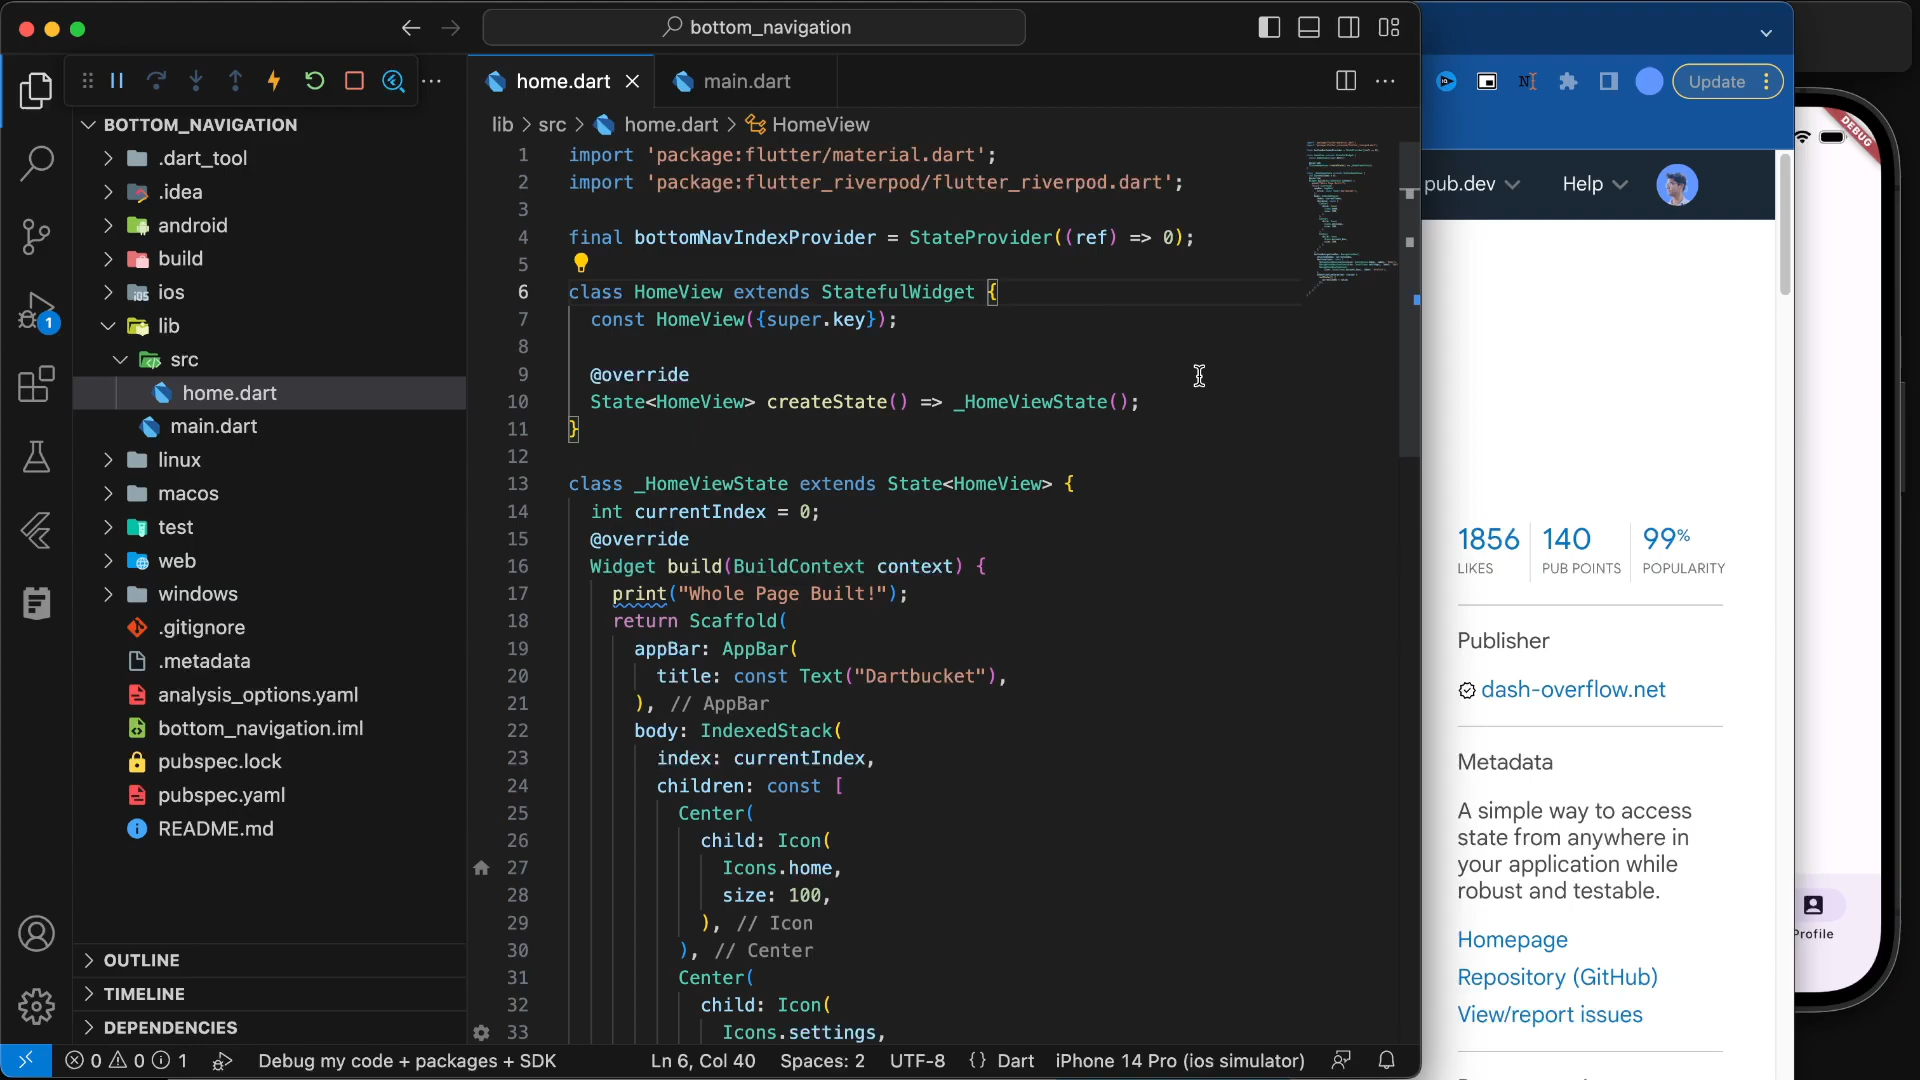 bottom_navigation
home.dart
main.dart
Update
BOTTOM_NAVIGATION
.dart_tool
.idea
android
build
ios
lib
src
home.dart
main.dart
linux
macos
test
web
windows
.gitignore
.metadata
analysis_options.yaml
bottom_navigation.iml
pubspec.lock
pubspec.yaml
README.md
OUTLINE
TIMELINE
DEPENDENCIES
1
lib > src > home.dart > HomeView
1 import 'package:flutter/material.dart';
2 import 'package:flutter_riverpod/flutter_riverpod.dart';
3
4 final bottomNavIndexProvider = StateProvider((ref) => 0);
5
6 class HomeView extends StatefulWidget {
7 const HomeView({super.key});
8
9 @override
10 State<HomeView> createState() => _HomeViewState();
11 }
12
13 class _HomeViewState extends State<HomeView> {
14 int currentIndex = 0;
15 @override
16 Widget build(BuildContext context) {
17 print("Whole Page Built!");
18 return Scaffold(
19 appBar: AppBar(
20 title: const Text("Dartbucket"),
21 ), // AppBar
22 body: IndexedStack(
23 index: currentIndex,
24 children: const [
25 Center(
26 child: Icon(
27 Icons.home,
28 size: 100,
29 ), // Icon
30 ), // Center
31 Center(
32 child: Icon(
33 Icons.settings,
0 0 1 Debug my code + packages + SDK Ln 6, Col 40 Spaces: 2 UTF-8 {} Dart iPhone 14 Pro (ios simulator)
pub.dev Help
1856 140 99%
LIKES PUB POINTS POPULARITY
Publisher
dash-overflow.net
Metadata
A simple way to access
state from anywhere in
your application while
robust and testable.
Homepage
Repository (GitHub)
View/report issues
DEBUG
Profile